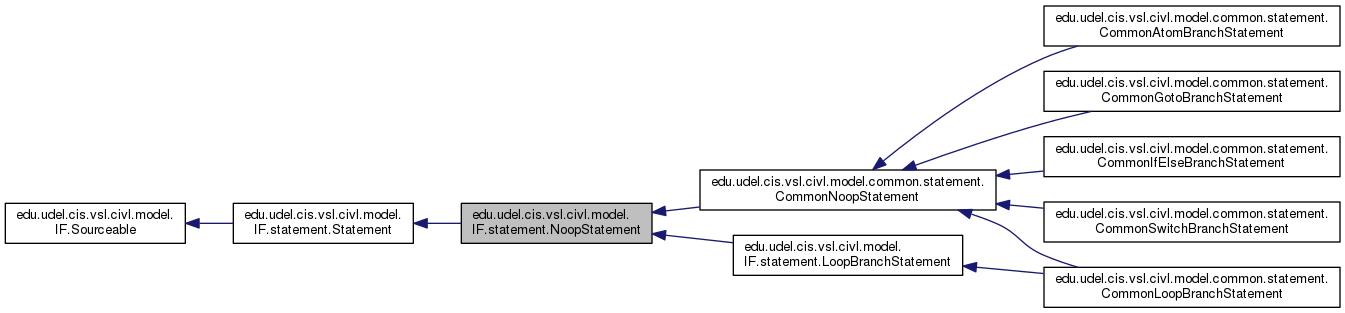 edu.udel.cis.vsl.civl.model.
IF.Sourceable
edu.udel.cis.vsl.civl.model.
IF.statement.Statement
edu.udel.cis.vsl.civl.model.
IF.statement.NoopStatement
edu.udel.cis.vsl.civl.model.common.statement.
CommonNoopStatement
edu.udel.cis.vsl.civl.model.
IF.statement.LoopBranchStatement
edu.udel.cis.vsl.civl.model.common.statement.
CommonAtomBranchStatement
edu.udel.cis.vsl.civl.model.common.statement.
CommonGotoBranchStatement
edu.udel.cis.vsl.civl.model.common.statement.
CommonIfElseBranchStatement
edu.udel.cis.vsl.civl.model.common.statement.
CommonSwitchBranchStatement
edu.udel.cis.vsl.civl.model.common.statement.
CommonLoopBranchStatement